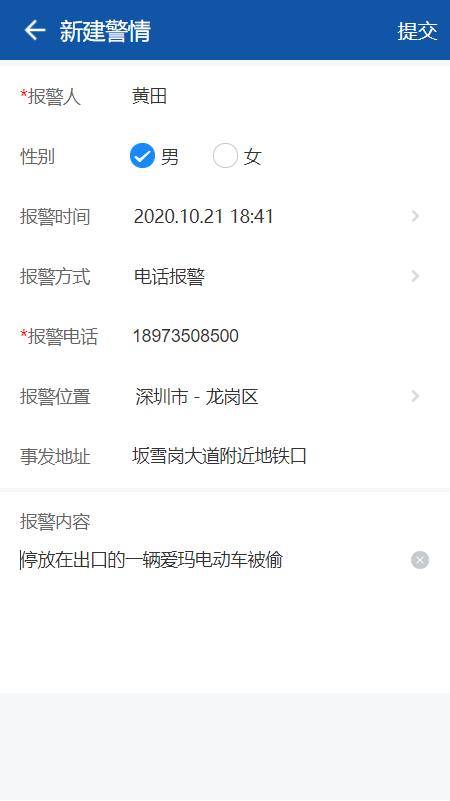 新建警情 提交
*报警人 黄田
性别 男 女
报警时间 2020.10.21 18:41
报警方式 电话报警
*报警电话 18973508500
报警位置 深圳市 - 龙岗区
事发地址 坂雪岗大道附近地铁口
报警内容
停放在出口的一辆爱玛电动车被偷